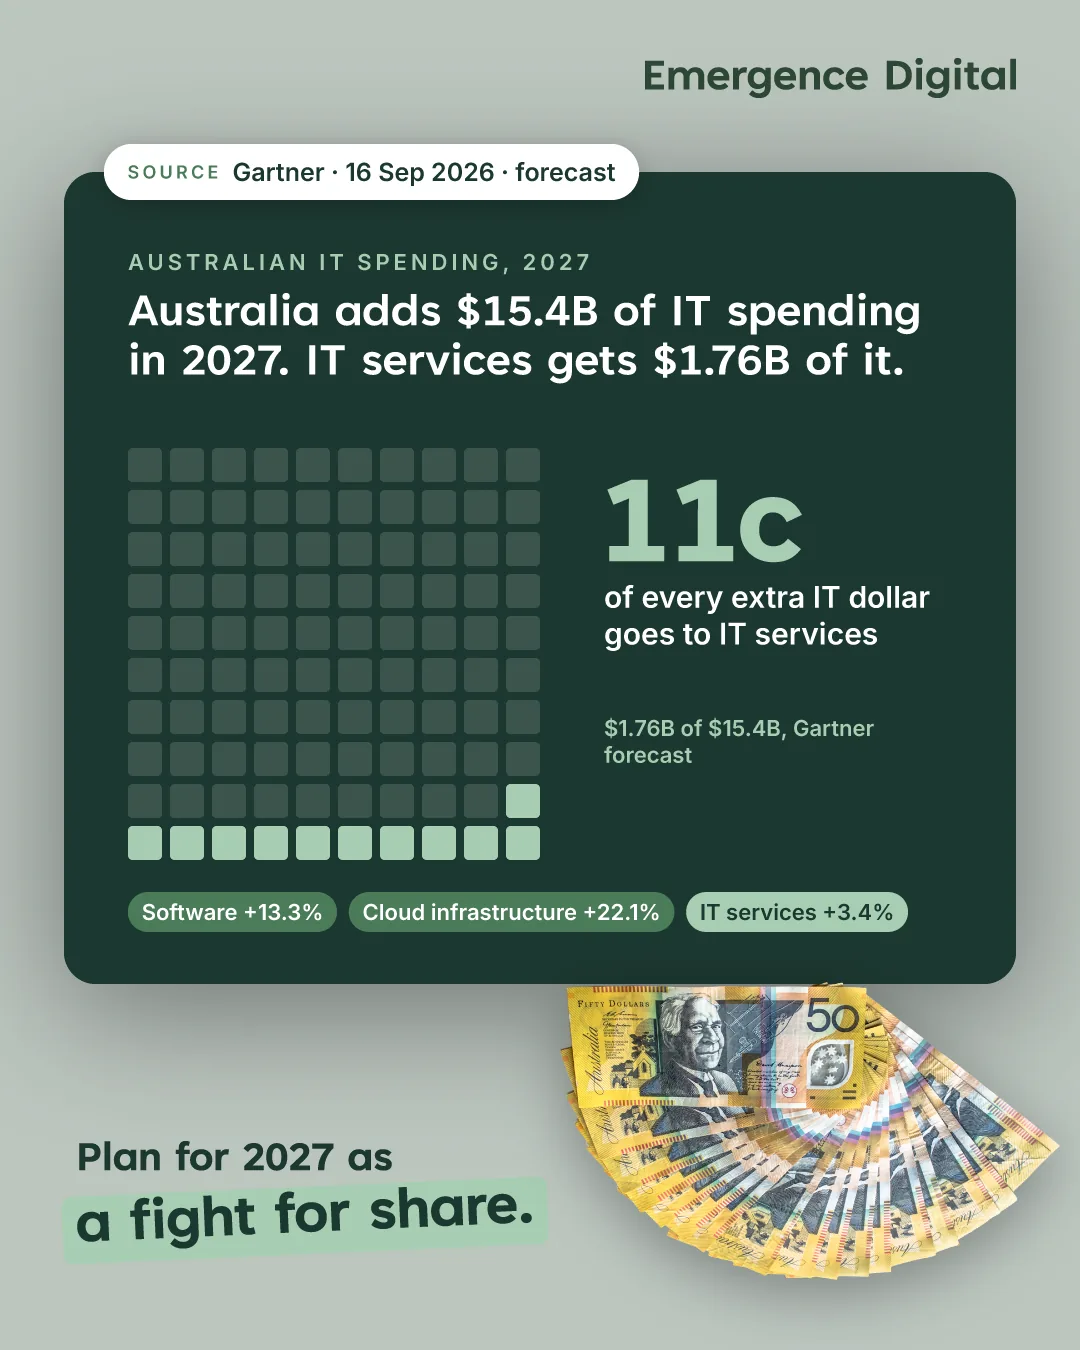 Emergence Digital
SOURCE Gartner · 16 Sep 2026 · forecast
AUSTRALIAN IT SPENDING, 2027
Australia adds $15.4B of IT spending
in 2027. IT services gets $1.76B of it.
11c
of every extra IT dollar
goes to IT services
$1.76B of $15.4B, Gartner
forecast
Software +13.3%
Cloud infrastructure +22.1%
IT services +3.4%
FIFTY DOLLARS
50
Australia
Plan for 2027 as
a fight for share.